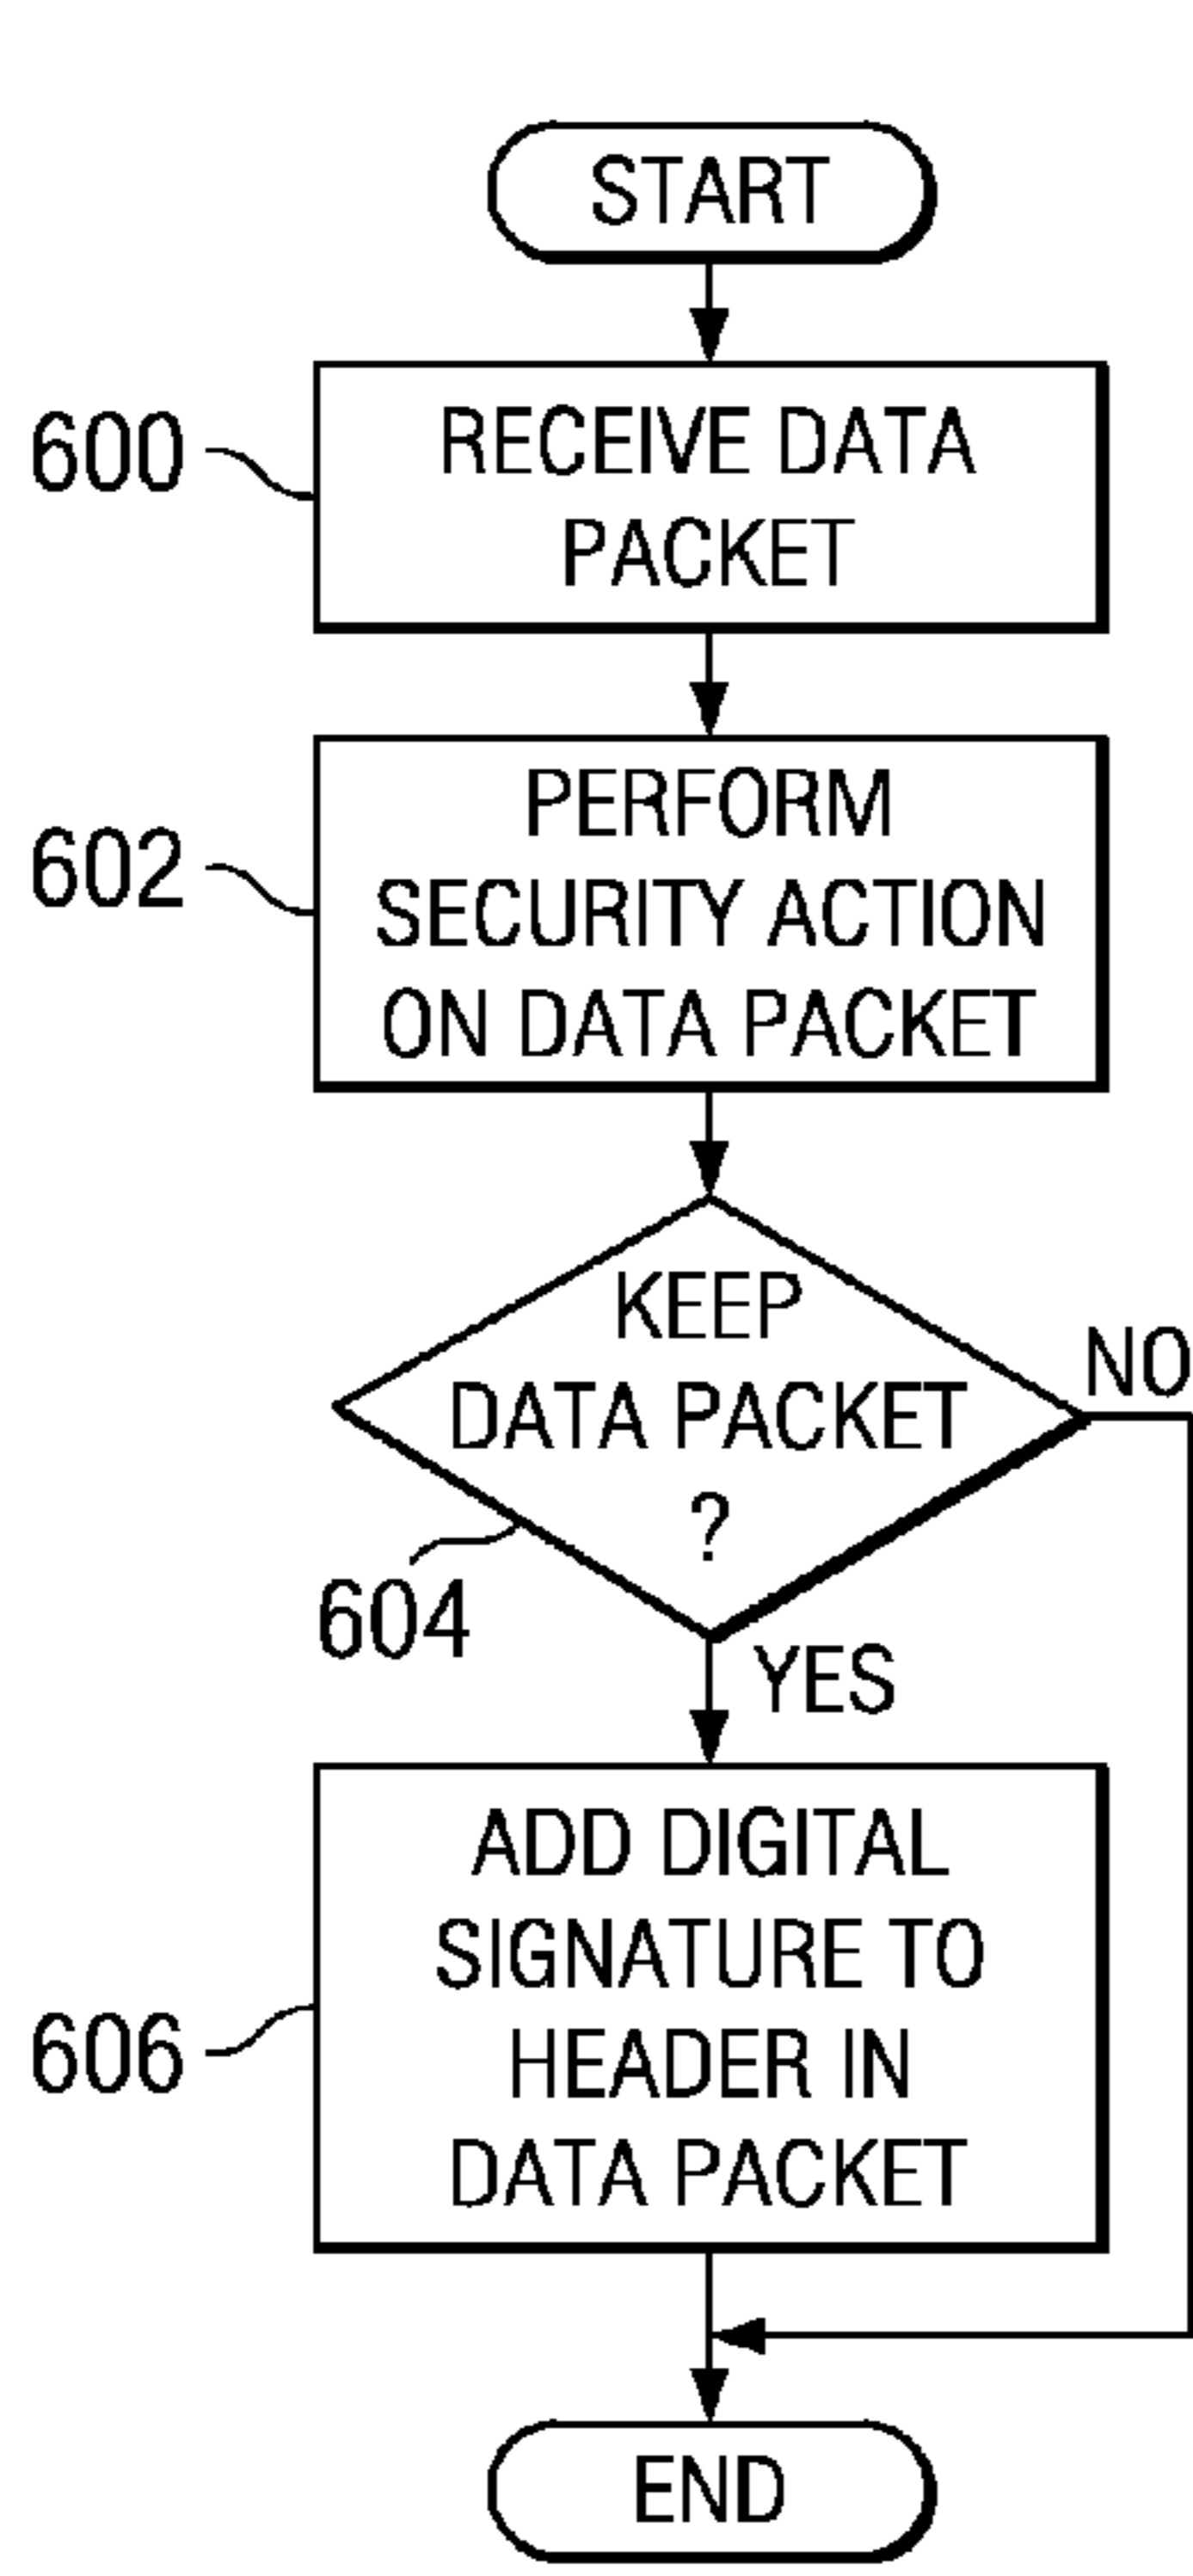 START
600
RECEIVE DATA
PACKET
602
PERFORM
SECURITY ACTION
ON DATA PACKET
KEEP
DATA PACKET
?
NO
604
YES
606
ADD DIGITAL
SIGNATURE TO
HEADER IN
DATA PACKET
END